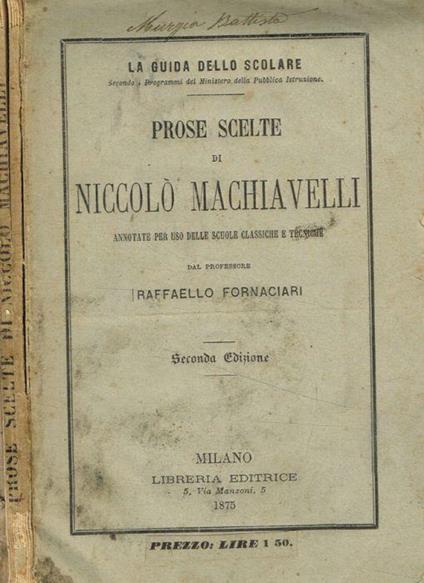 Murgia Battista
LA GUIDA DELLO SCOLARE
Secondo i Programmi del Ministero della Pubblica Istruzione.
PROSE SCELTE
DI
NICCOLÒ MACHIAVELLI
ANNOTATE PER USO DELLE SCUOLE CLASSICHE E TECNICHE
DAL PROFESSORE
RAFFAELLO FORNACIARI
Seconda Edizione
MILANO
LIBRERIA EDITRICE
5, Via Manzoni, 5
1875
PREZZO: LIRE 1 50.
PROSE SCELTE DI NICCOLO MACHIAVELLI